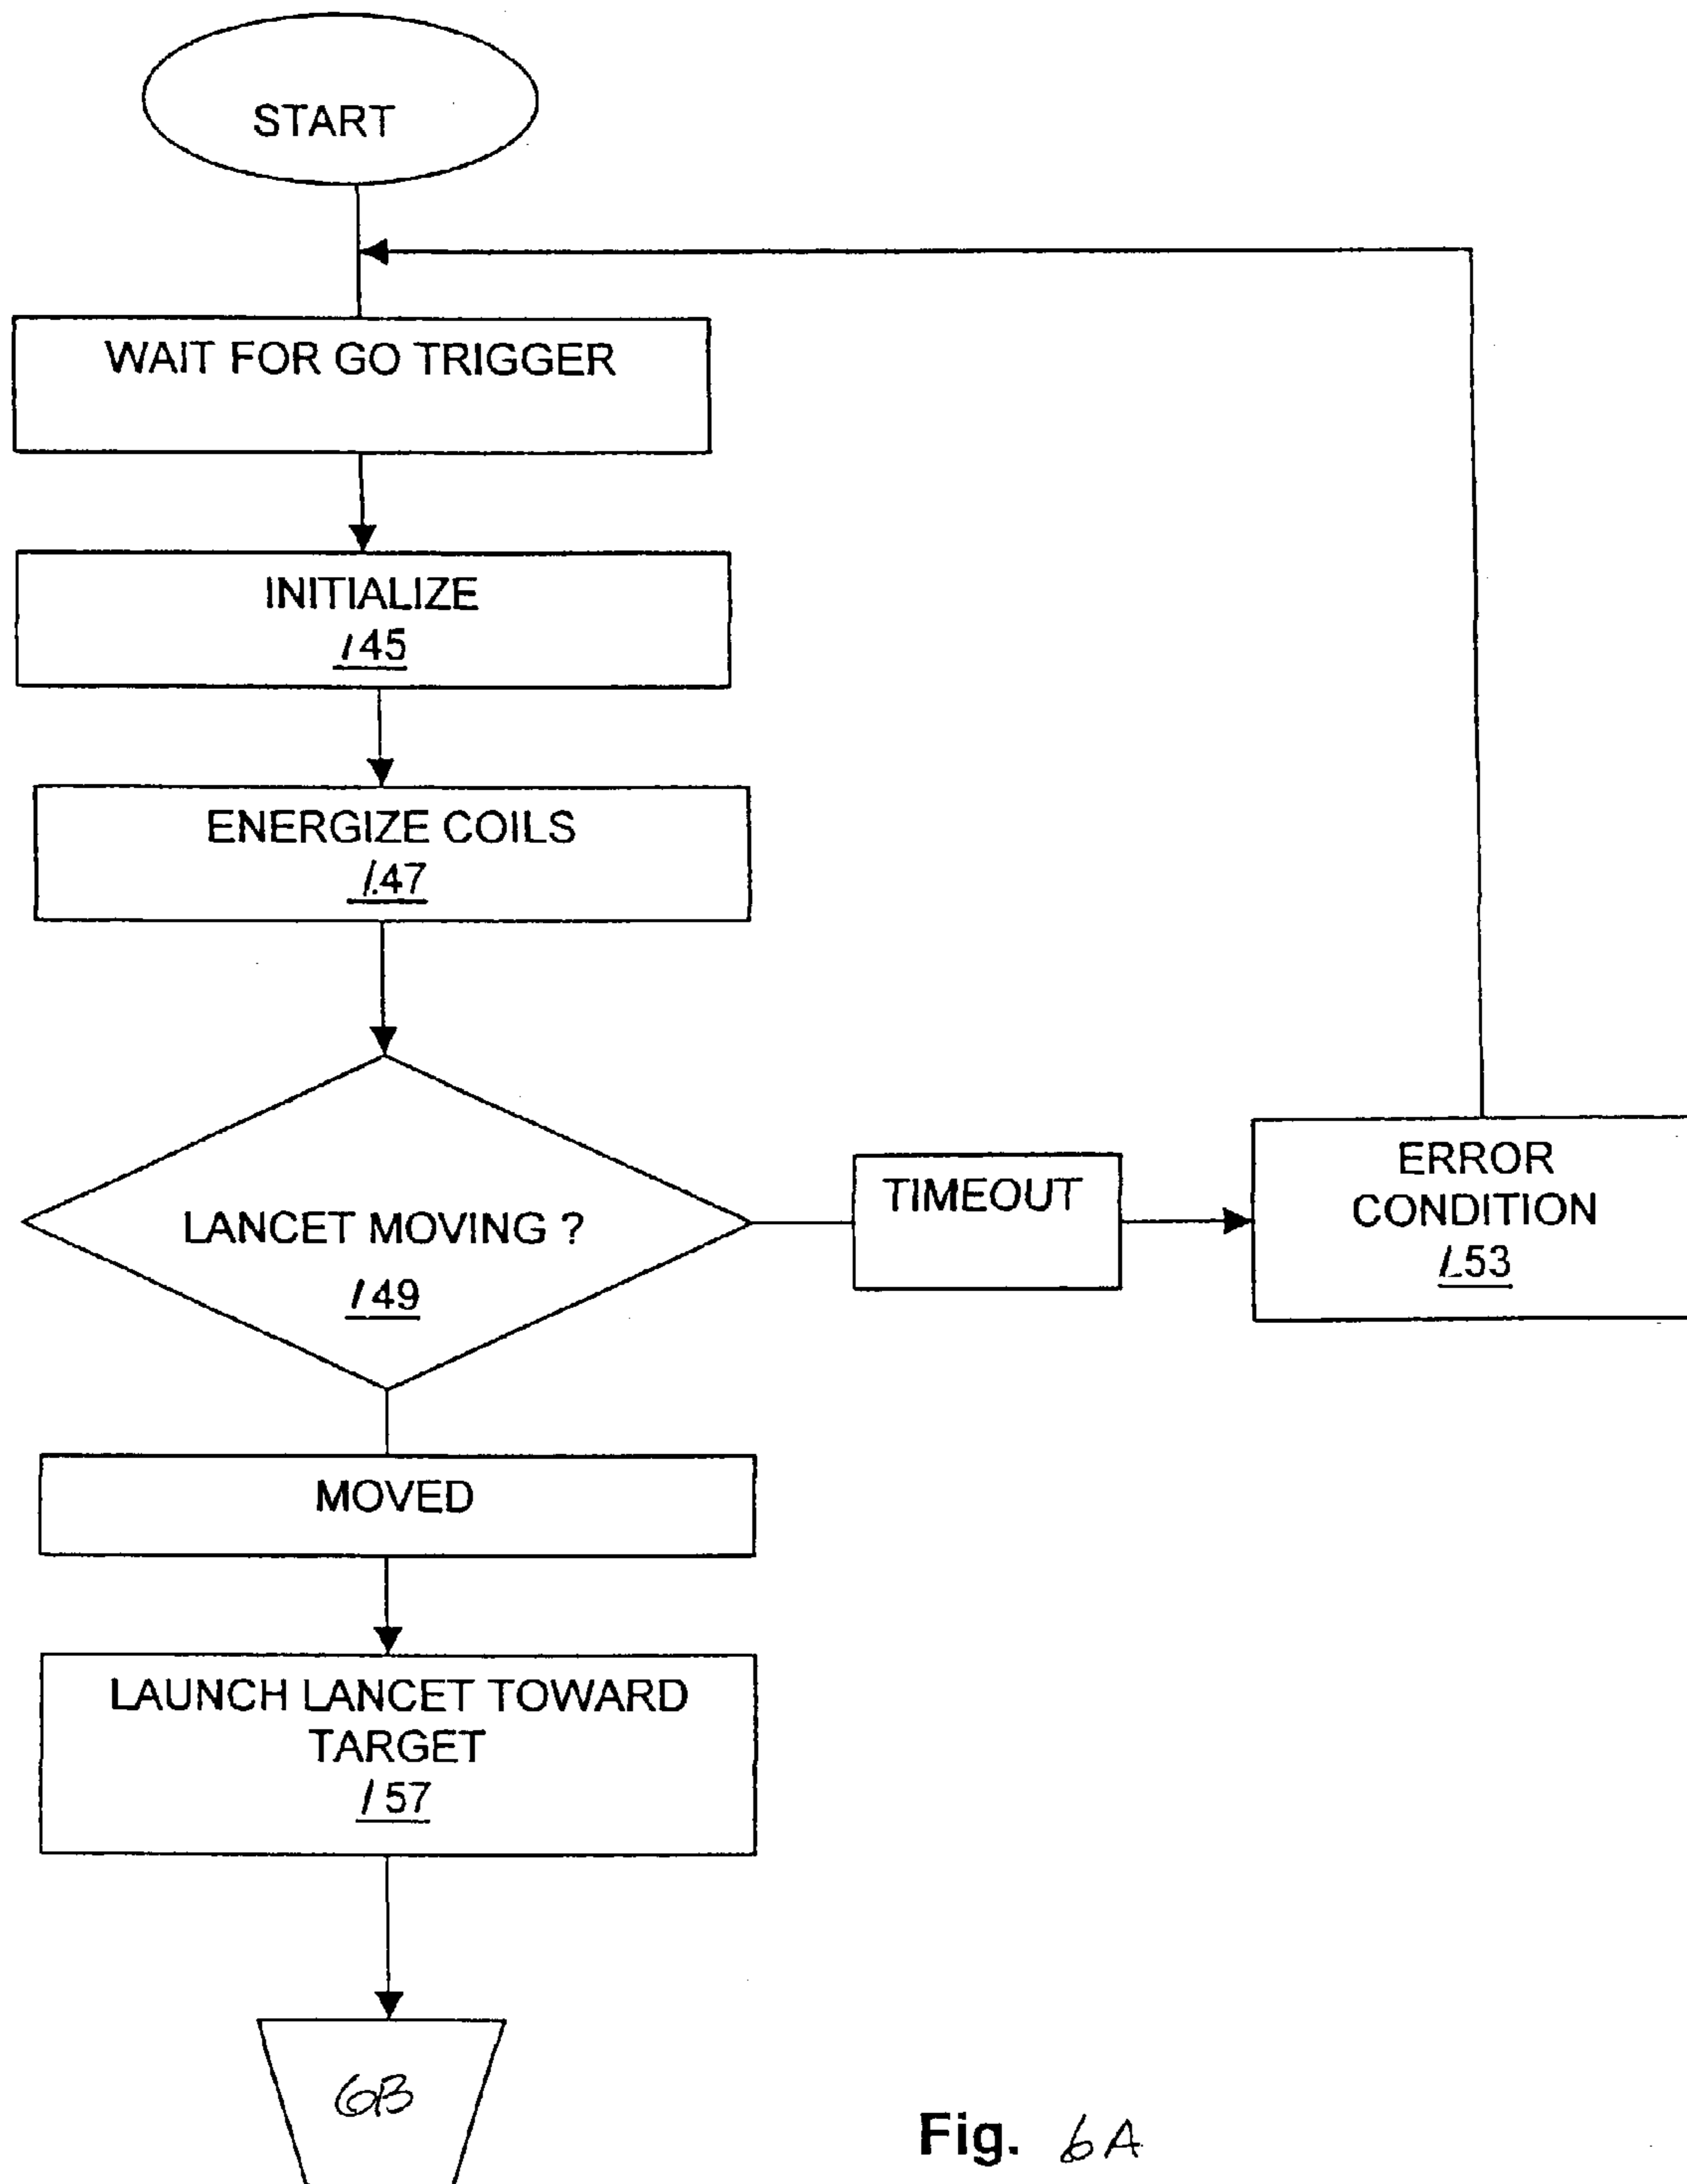 START
WAIT FOR GO TRIGGER
INITIALIZE
145
ENERGIZE COILS
147
LANCET MOVING ?
149
TIMEOUT
ERROR
CONDITION
153
MOVED
LAUNCH LANCET TOWARD
TARGET
157
6B
Fig. 6A